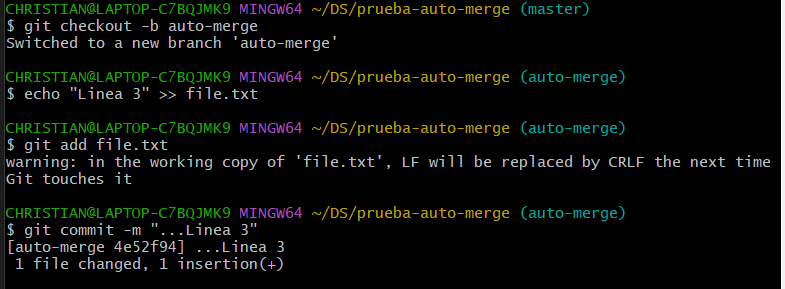 CHRISTIAN@LAPTOP-C7BQJMK9 MINGW64 ~/DS/prueba-auto-merge (master)
$ git checkout -b auto-merge
Switched to a new branch 'auto-merge'
CHRISTIAN@LAPTOP-C7BQJMK9 MINGW64 ~/DS/prueba-auto-merge (auto-merge)
$ echo "Linea 3" >> file.txt
CHRISTIAN@LAPTOP-C7BQJMK9 MINGW64 ~/DS/prueba-auto-merge (auto-merge)
$ git add file.txt
warning: in the working copy of 'file.txt', LF will be replaced by CRLF the next time
Git touches it
CHRISTIAN@LAPTOP-C7BQJMK9 MINGW64 ~/DS/prueba-auto-merge (auto-merge)
$ git commit -m "...Linea 3"
[auto-merge 4e52f94] ...Linea 3
 1 file changed, 1 insertion(+)